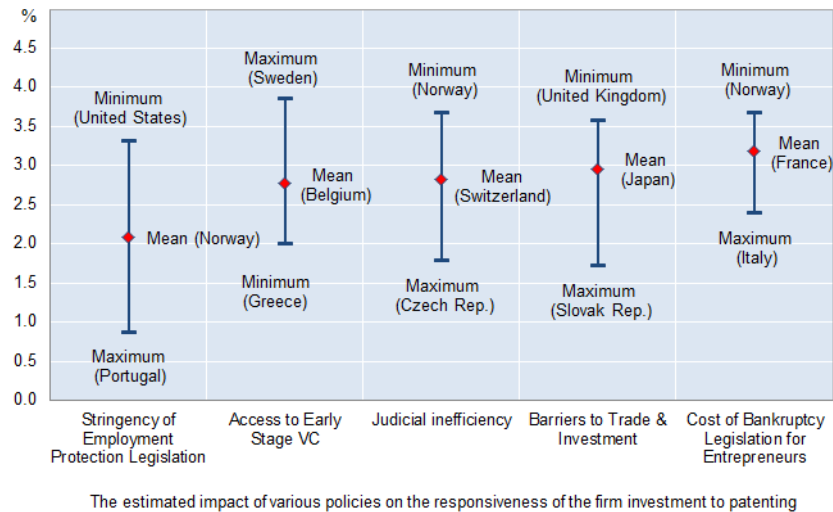 %
4.5
4.0
3.5
3.0
2.5
2.0
1.5
1.0
0.5
0.0
Minimum
(United States)
Mean (Norway)
Maximum
(Portugal)
Maximum
(Sweden)
Mean
(Belgium)
Minimum
(Greece)
Minimum
(Norway)
Mean
(Switzerland)
Maximum
(Czech Rep.)
Minimum
(United Kingdom)
Mean
(Japan)
Maximum
(Slovak Rep.)
Minimum
(Norway)
Mean
(France)
Maximum
(Italy)
Stringency of
Employment
Protection Legislation
Access to Early
Stage VC
Judicial inefficiency
Barriers to Trade &
Investment
Cost of Bankruptcy
Legislation for
Entrepreneurs
The estimated impact of various policies on the responsiveness of the firm investment to patenting